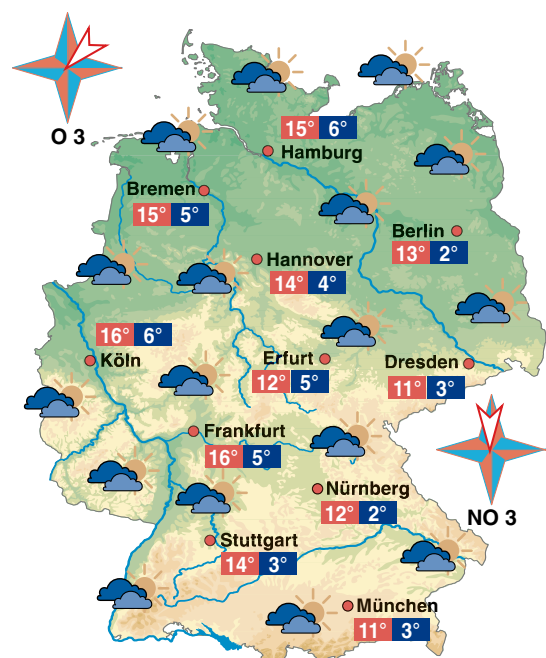 O 3
15° 6°
Hamburg
Bremen
15° 5°
Berlin
13° 2°
Hannover
14° 4°
16° 6°
Köln
Erfurt
12° 5°
Dresden
11° 3°
Frankfurt
16° 5°
Nürnberg
12° 2°
NO 3
Stuttgart
14° 3°
München
11° 3°